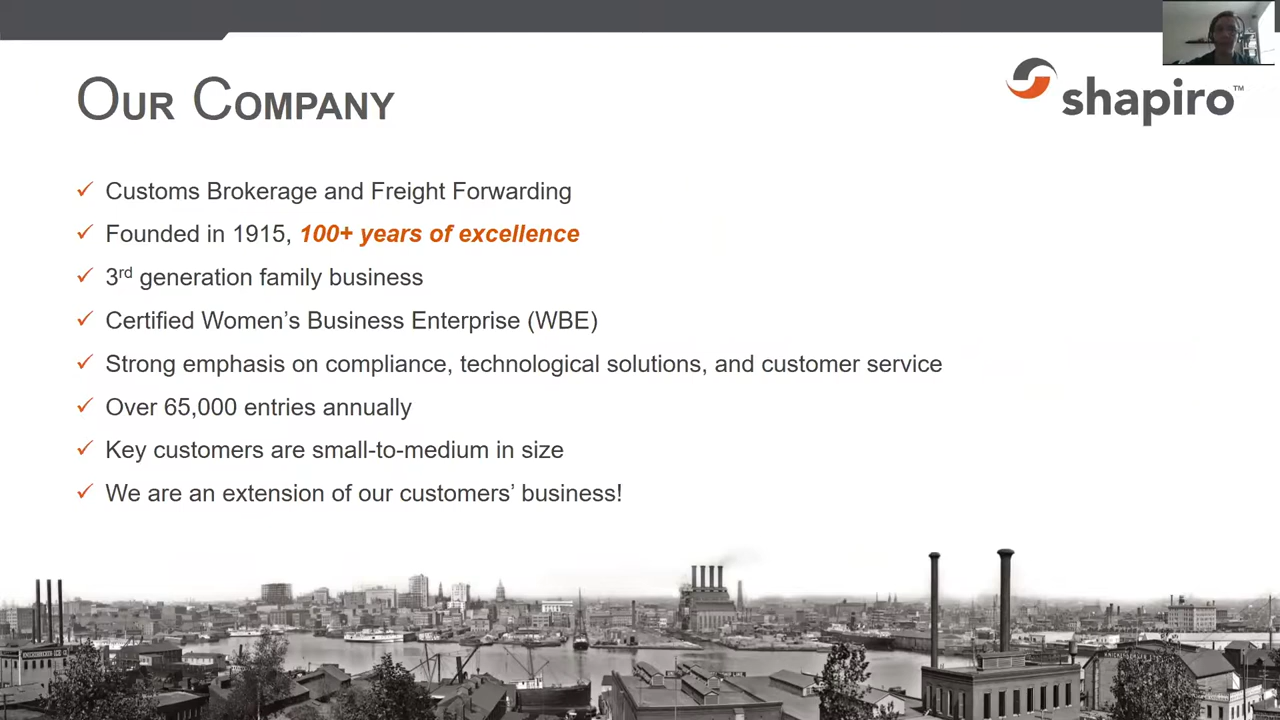 OUR COMPANY
shapiro™
Customs Brokerage and Freight Forwarding
Founded in 1915, 100+ years of excellence
3rd generation family business
Certified Women’s Business Enterprise (WBE)
Strong emphasis on compliance, technological solutions, and customer service
Over 65,000 entries annually
Key customers are small-to-medium in size
We are an extension of our customers’ business!